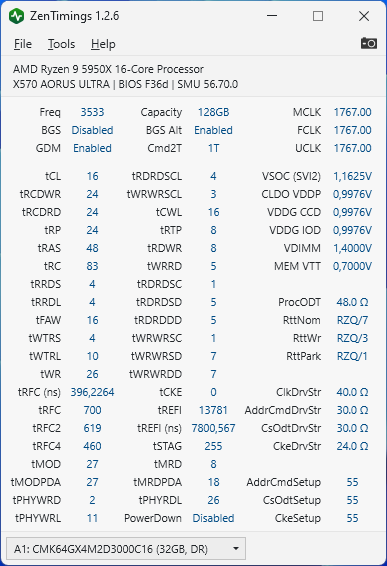 ZenTimings 1.2.6
File Tools Help
AMD Ryzen 9 5950X 16-Core Processor
X570 AORUS ULTRA | BIOS F36d | SMU 56.70.0
Freq 3533 Capacity 128GB MCLK 1767.00
BGS Disabled BGS Alt Enabled FCLK 1767.00
GDM Enabled Cmd2T 1T UCLK 1767.00
tCL 16 tRDRDSCL 4 VSOC (SVI2) 1,1625V
tRCDWR 24 tWRWRSCL 3 CLDO VDDP 0,9976V
tRCDRD 24 tCWL 16 VDDG CCD 0,9976V
tRP 24 tRTP 8 VDDG IOD 0,9976V
tRAS 48 tRDWR 8 VDIMM 1,4000V
tRC 83 tWRRD 5 MEM VTT 0,7000V
tRRDS 4 tRDRDSC 1
tRRDL 4 tRDRDSD 5 ProcODT 48.0 Ω
tFAW 16 tRDRDDD 5 RttNom RZQ/7
tWTRS 4 tWRWRSC 1 RttWr RZQ/3
tWTRL 10 tWRWRSD 7 RttPark RZQ/1
tWR 26 tWRWRDD 7
tRFC (ns) 396,2264 tCKE 0 ClkDrvStr 40.0 Ω
tRFC 700 tREFI 13781 AddrCmdDrvStr 30.0 Ω
tRFC2 619 tREFI (ns) 7800,567 CsOdtDrvStr 30.0 Ω
tRFC4 460 tSTAG 255 CkeDrvStr 24.0 Ω
tMOD 27 tMRD 8
tMODPDA 27 tMRDPDA 18 AddrCmdSetup 55
tPHYWRD 2 tPHYRDL 26 CsOdtSetup 55
tPHYWRL 11 PowerDown Disabled CkeSetup 55
A1: CMK64GX4M2D3000C16 (32GB, DR)